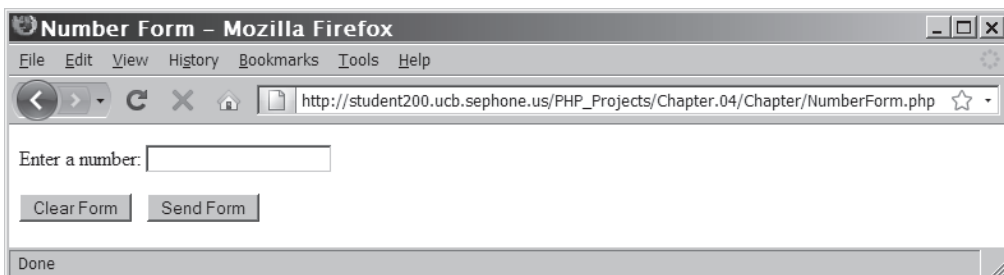 Number Form – Mozilla Firefox
File Edit View History Bookmarks Tools Help
http://student200.ucb.sephone.us/PHP_Projects/Chapter.04/Chapter/NumberForm.php
Enter a number:
Clear Form Send Form
Done